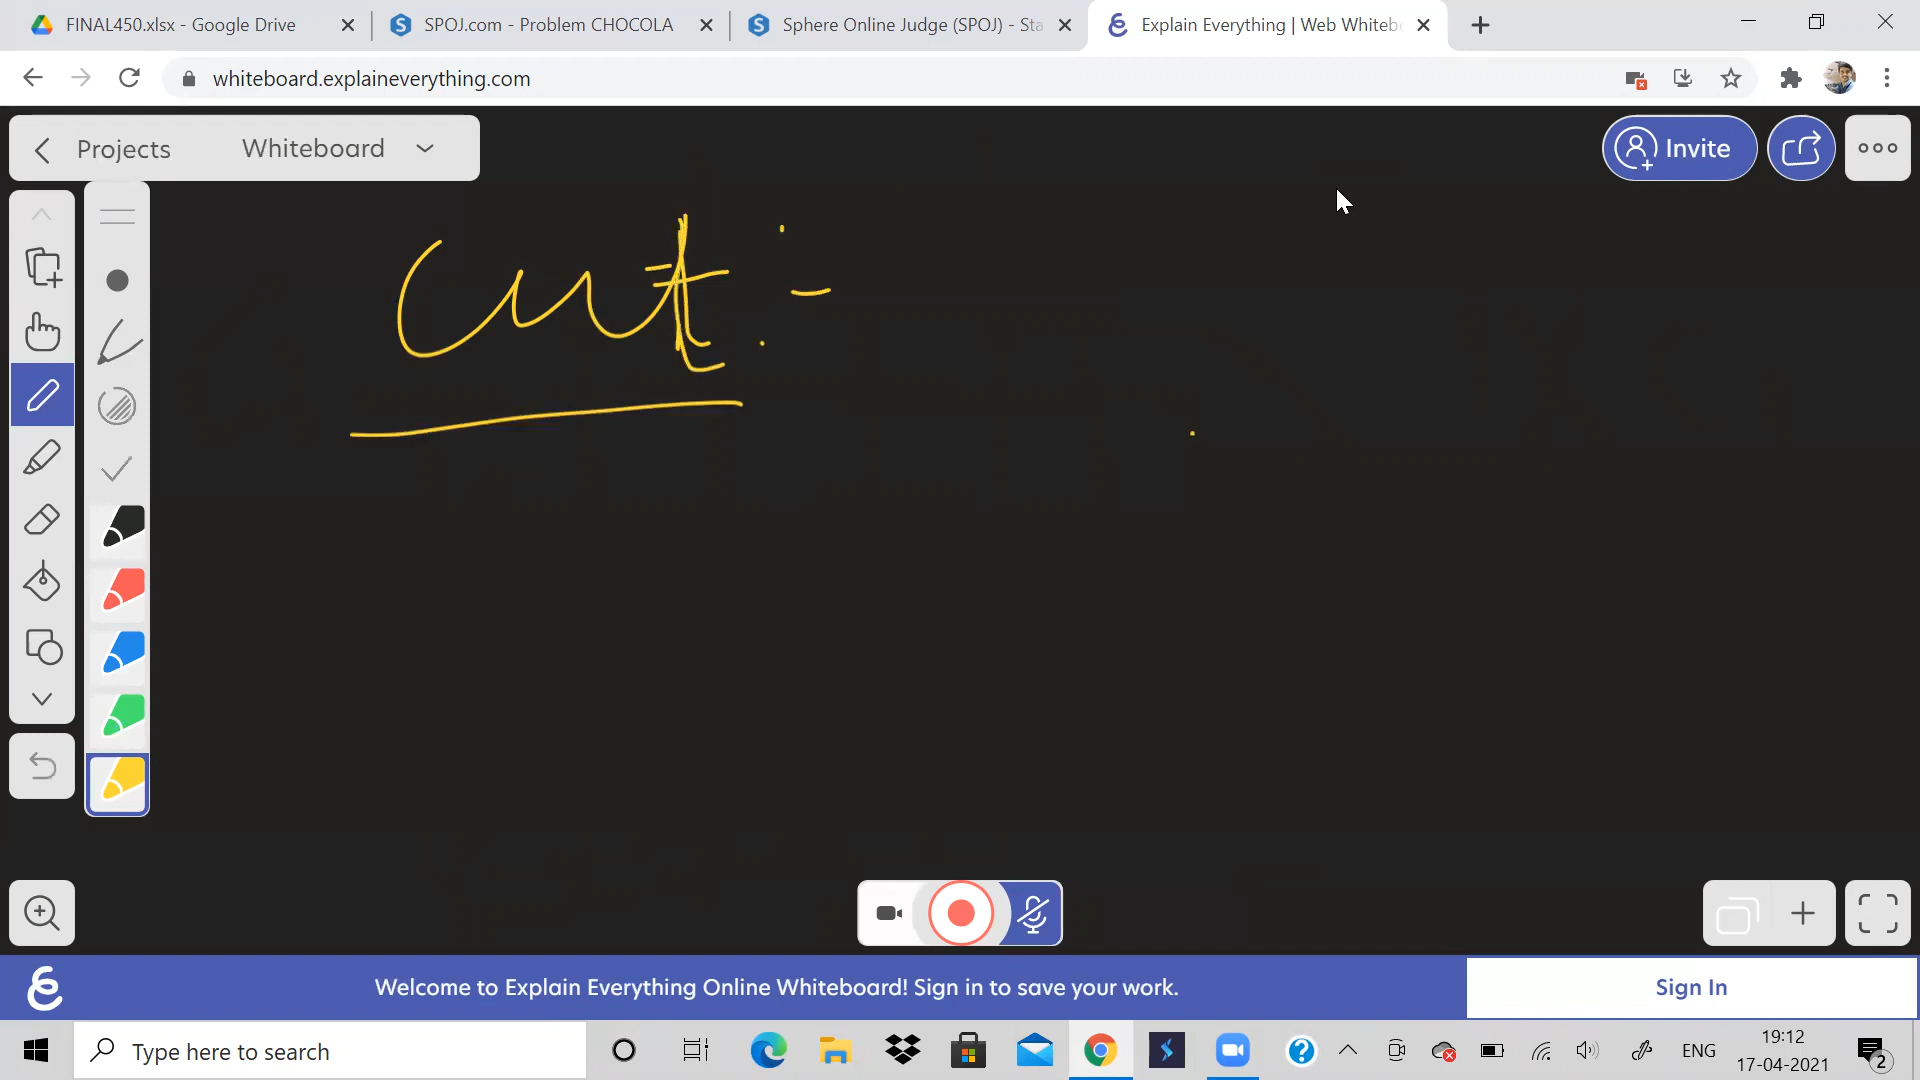 FINAL450.xlsx - Google Drive
SPOJ.com - Problem CHOCOLA
Sphere Online Judge (SPOJ) - Sta
Explain Everything | Web Whitebo
whiteboard.explaineverything.com
Projects
Whiteboard
Invite
cut :-
Welcome to Explain Everything Online Whiteboard! Sign in to save your work.
Sign In
Type here to search
ENG
19:12
17-04-2021
2